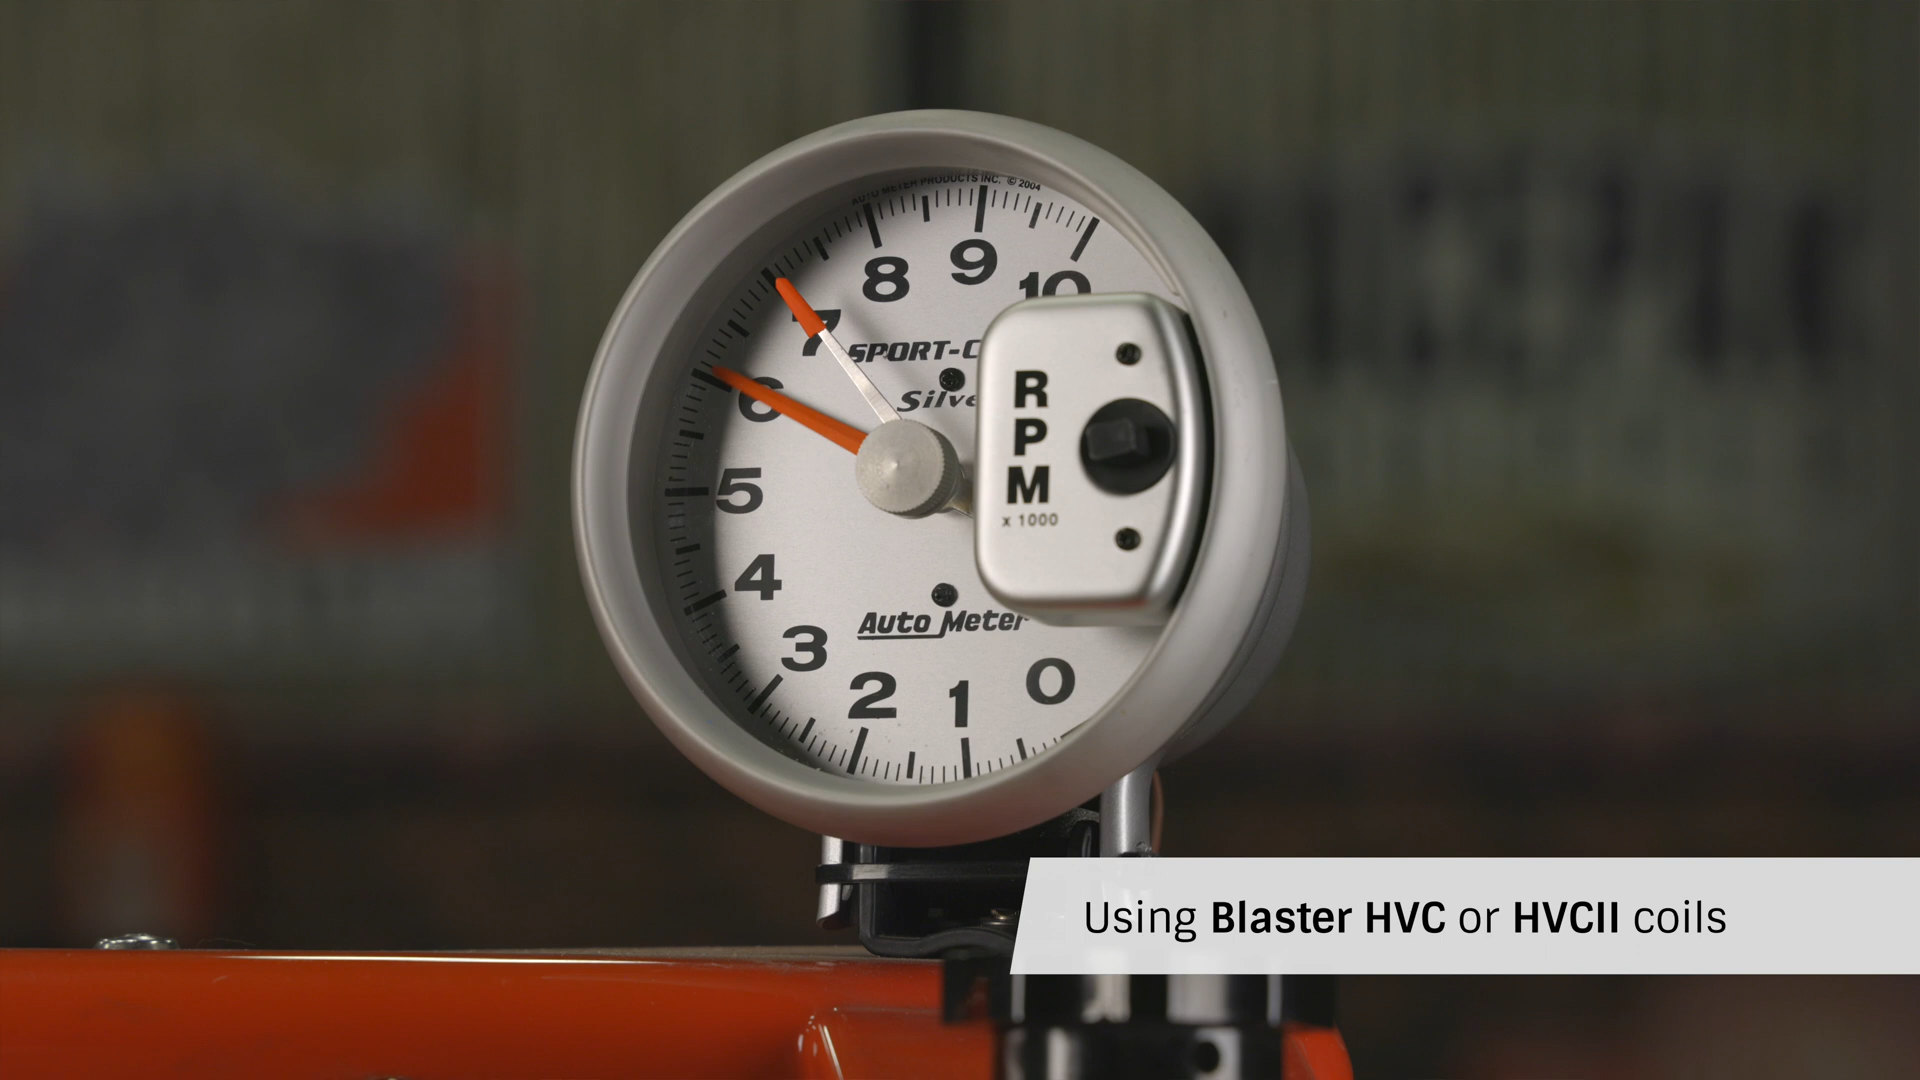 AUTO METER PRODUCTS INC. © 2004
8 9 10
7
SPORT-C
6
Silve
R
P
M
x 1000
5
4
Auto Meter
3
2 1 0
Using Blaster HVC or HVCII coils